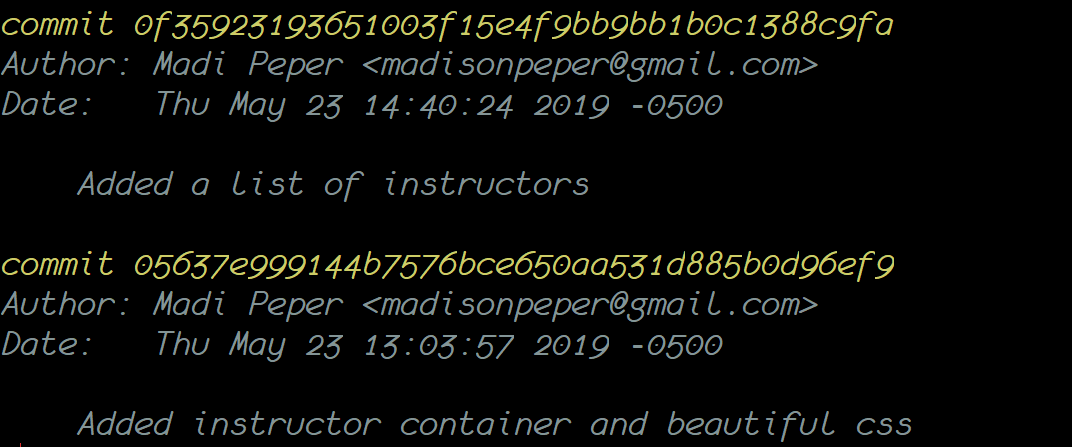 commit 0f35923193651003f15e4f9bb9bb1b0c1388c9fa
Author: Madi Peper <madisonpeper@gmail.com>
Date:   Thu May 23 14:40:24 2019 -0500
Added a list of instructors
commit 05637e999144b7576bce650aa531d885b0d96ef9
Author: Madi Peper <madisonpeper@gmail.com>
Date:   Thu May 23 13:03:57 2019 -0500
Added instructor container and beautiful css